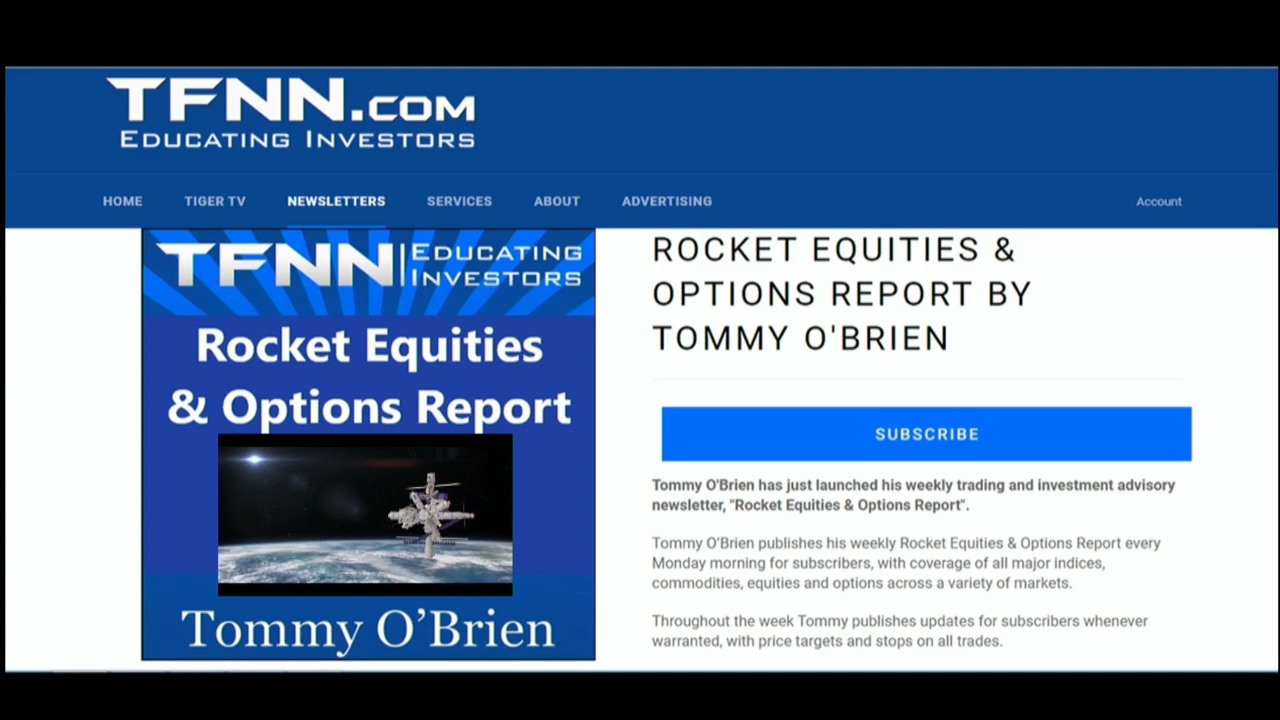 TFNN.COM
EDUCATING INVESTORS
HOME TIGER TV NEWSLETTERS SERVICES ABOUT ADVERTISING Account
TFNN|EDUCATING
INVESTORS
Rocket Equities
& Options Report
Tommy O’Brien
ROCKET EQUITIES &
OPTIONS REPORT BY
TOMMY O'BRIEN
SUBSCRIBE
Tommy O'Brien has just launched his weekly trading and investment advisory
newsletter, "Rocket Equities & Options Report".
Tommy O’Brien publishes his weekly Rocket Equities & Options Report every
Monday morning for subscribers, with coverage of all major indices,
commodities, equities and options across a variety of markets.
Throughout the week Tommy publishes updates for subscribers whenever
warranted, with price targets and stops on all trades.